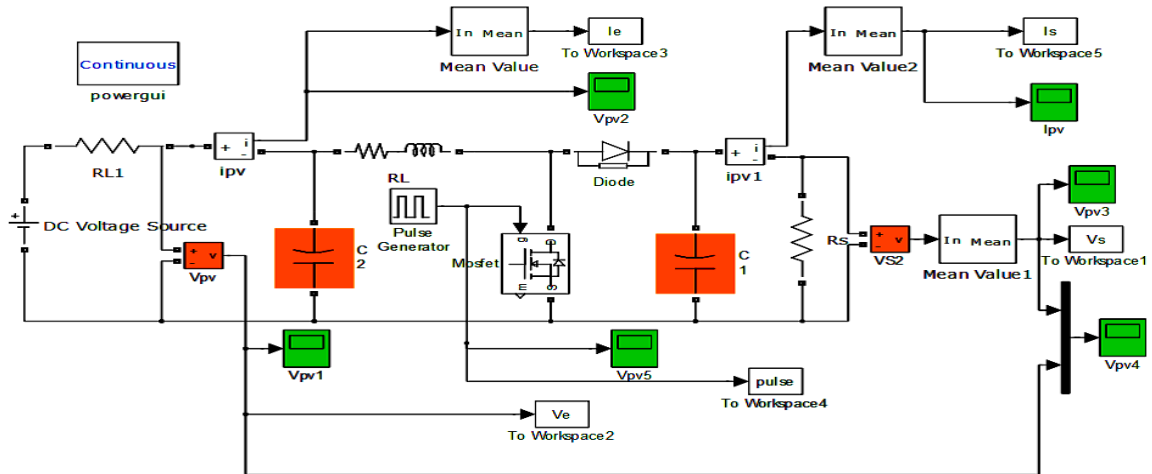 Continuous
powergui
In Mean
Mean Value
Ie
To Workspace3
Vpv2
In Mean
Mean Value2
Is
To Workspace5
Ipv
RL1
+
-
i
ipv
RL
Diode
+
-
i
ipv1
DC Voltage Source
+
+
-
v
Vpv
C
2
Pulse
Generator
Mosfet
g
D
m
S
C
1
Rs
+
-
v
VS2
In Mean
Mean Value1
Vpv3
Vs
To Workspace1
Vpv1
Vpv5
Vpv4
pulse
To Workspace4
Ve
To Workspace2